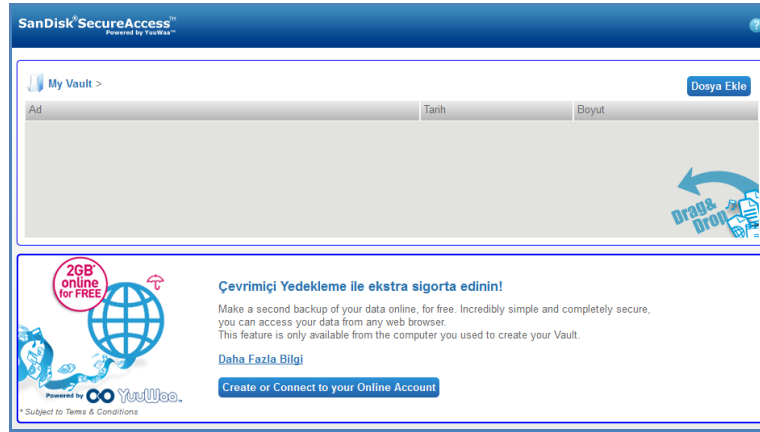 SanDisk®SecureAccess™
Powered by YuuWaa™
?
My Vault >
Dosya Ekle
Ad Tarih Boyut
Drag&
Drop
2GB*
online
for FREE
Çevrimiçi Yedekleme ile ekstra sigorta edinin!
Make a second backup of your data online, for free. Incredibly simple and completely secure,
you can access your data from any web browser.
This feature is only available from the computer you used to create your Vault.
Daha Fazla Bilgi
Create or Connect to your Online Account
Powered by YuuWaa.
* Subject to Terms & Conditions